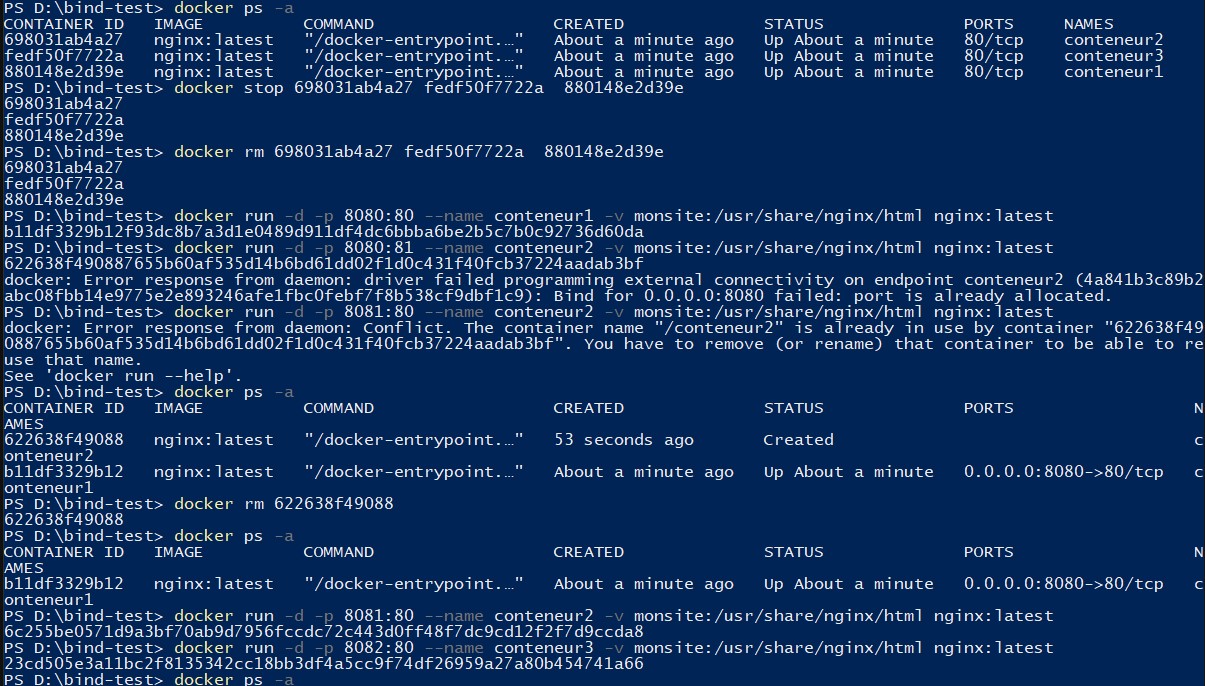 PS D:\bind-test> docker ps -a
CONTAINER ID   IMAGE          COMMAND                  CREATED              STATUS              PORTS     NAMES
698031ab4a27   nginx:latest   "/docker-entrypoint.…"   About a minute ago   Up About a minute   80/tcp    conteneur2
fedf50f7722a   nginx:latest   "/docker-entrypoint.…"   About a minute ago   Up About a minute   80/tcp    conteneur3
880148e2d39e   nginx:latest   "/docker-entrypoint.…"   About a minute ago   Up About a minute   80/tcp    conteneur1
PS D:\bind-test> docker stop 698031ab4a27 fedf50f7722a  880148e2d39e
698031ab4a27
fedf50f7722a
880148e2d39e
PS D:\bind-test> docker rm 698031ab4a27 fedf50f7722a  880148e2d39e
698031ab4a27
fedf50f7722a
880148e2d39e
PS D:\bind-test> docker run -d -p 8080:80 --name conteneur1 -v monsite:/usr/share/nginx/html nginx:latest
b11df3329b12f93dc8b7a3d1e0489d911df4dc6bbba6be2b5c7b0c92736d60da
PS D:\bind-test> docker run -d -p 8080:81 --name conteneur2 -v monsite:/usr/share/nginx/html nginx:latest
622638f490887655b60af535d14b6bd61dd02f1d0c431f40fcb37224aadab3bf
docker: Error response from daemon: driver failed programming external connectivity on endpoint conteneur2 (4a841b3c89b2
abc08fbb14e9775e2e893246afe1fbc0febf7f8b538cf9dbf1c9): Bind for 0.0.0.0:8080 failed: port is already allocated.
PS D:\bind-test> docker run -d -p 8081:80 --name conteneur2 -v monsite:/usr/share/nginx/html nginx:latest
docker: Error response from daemon: Conflict. The container name "/conteneur2" is already in use by container "622638f49
0887655b60af535d14b6bd61dd02f1d0c431f40fcb37224aadab3bf". You have to remove (or rename) that container to be able to re
use that name.
See 'docker run --help'.
PS D:\bind-test> docker ps -a
CONTAINER ID   IMAGE          COMMAND                  CREATED              STATUS              PORTS                  N
AMES
622638f49088   nginx:latest   "/docker-entrypoint.…"   53 seconds ago       Created                                    c
onteneur2
b11df3329b12   nginx:latest   "/docker-entrypoint.…"   About a minute ago   Up About a minute   0.0.0.0:8080->80/tcp   c
onteneur1
PS D:\bind-test> docker rm 622638f49088
622638f49088
PS D:\bind-test> docker ps -a
CONTAINER ID   IMAGE          COMMAND                  CREATED              STATUS              PORTS                  N
AMES
b11df3329b12   nginx:latest   "/docker-entrypoint.…"   About a minute ago   Up About a minute   0.0.0.0:8080->80/tcp   c
onteneur1
PS D:\bind-test> docker run -d -p 8081:80 --name conteneur2 -v monsite:/usr/share/nginx/html nginx:latest
6c255be0571d9a3bf70ab9d7956fccdc72c443d0ff48f7dc9cd12f2f7d9ccda8
PS D:\bind-test> docker run -d -p 8082:80 --name conteneur3 -v monsite:/usr/share/nginx/html nginx:latest
23cd505e3a11bc2f8135342cc18bb3df4a5cc9f74df26959a27a80b454741a66
PS D:\bind-test> docker ps -a